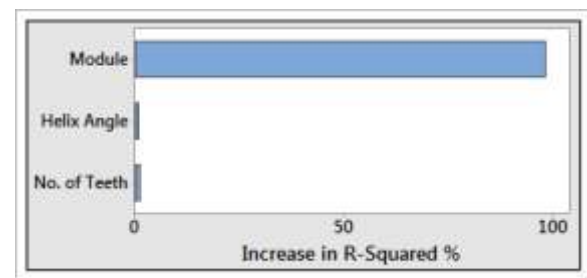 Module
Helix Angle
No. of Teeth
0
50
100
Increase in R-Squared %